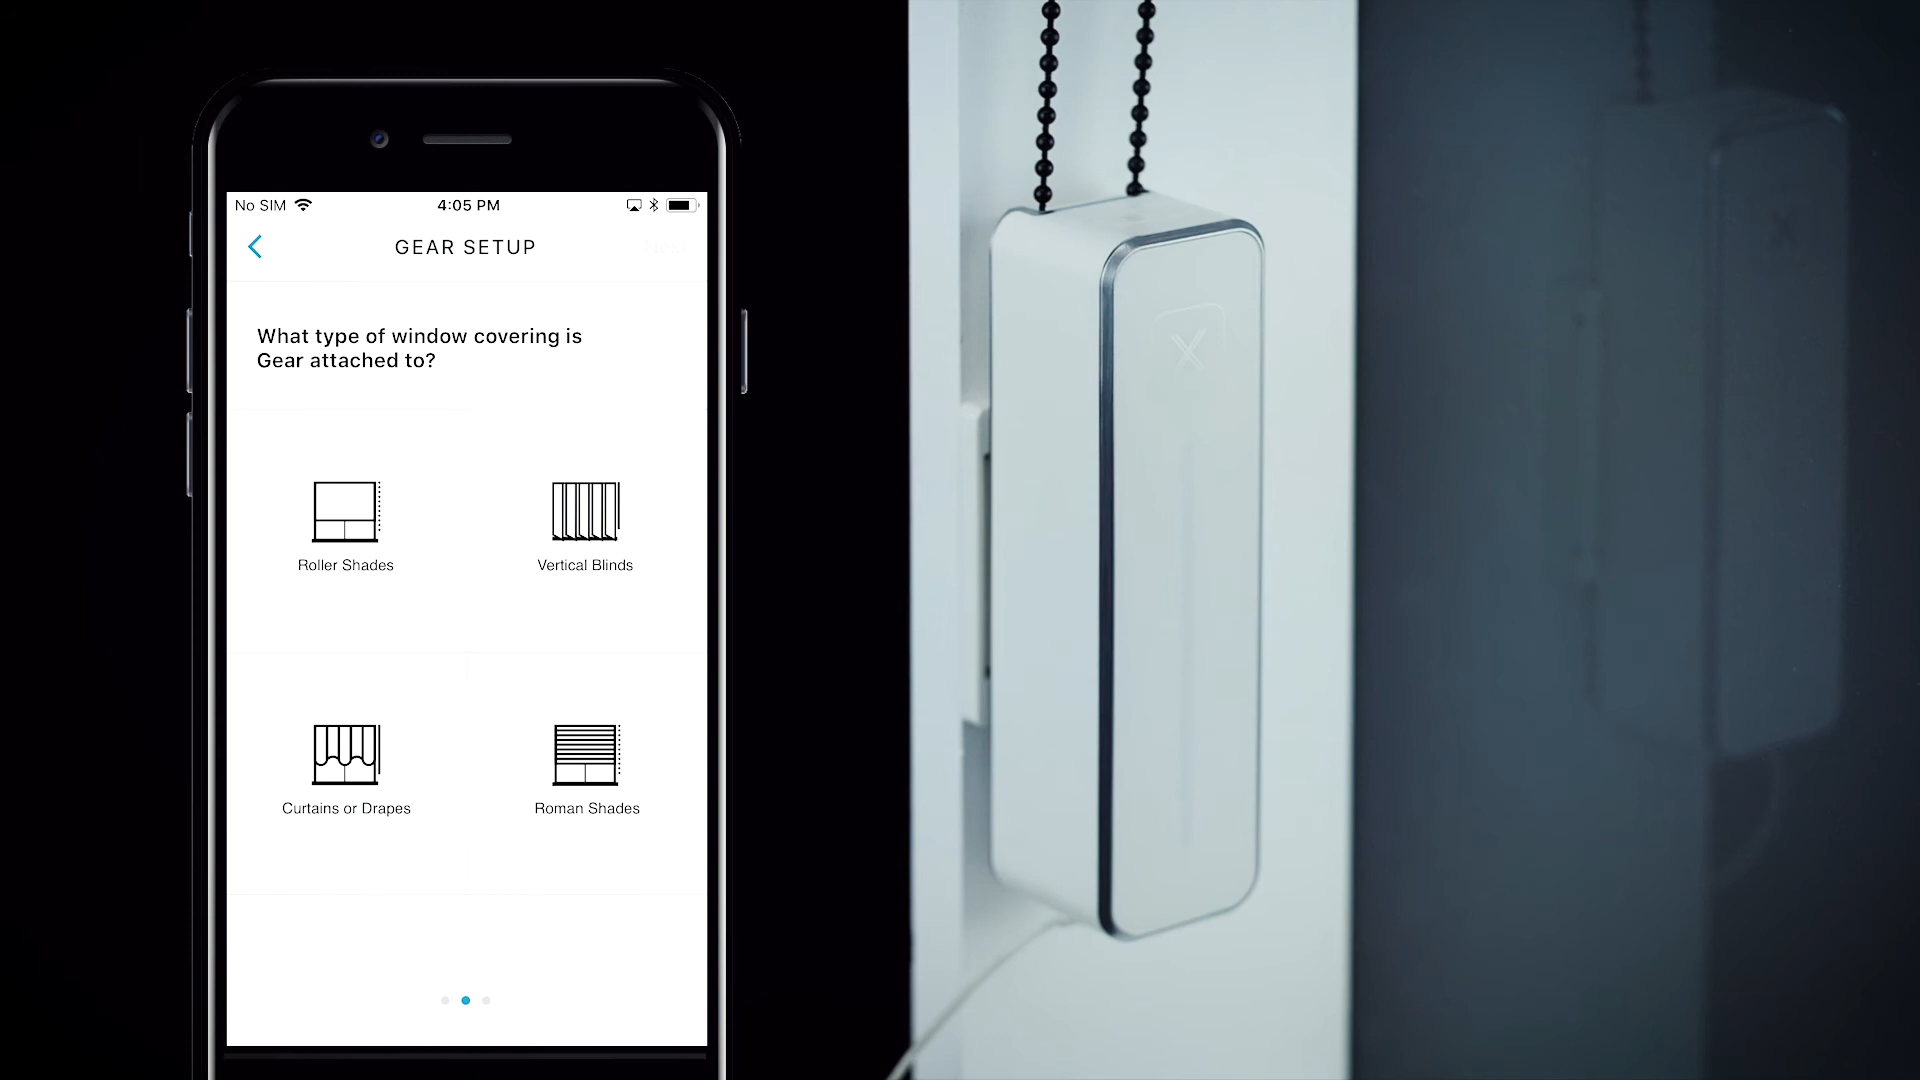 No SIM 4:05 PM
GEAR SETUP
What type of window covering is
Gear attached to?
Roller Shades
Vertical Blinds
Curtains or Drapes
Roman Shades